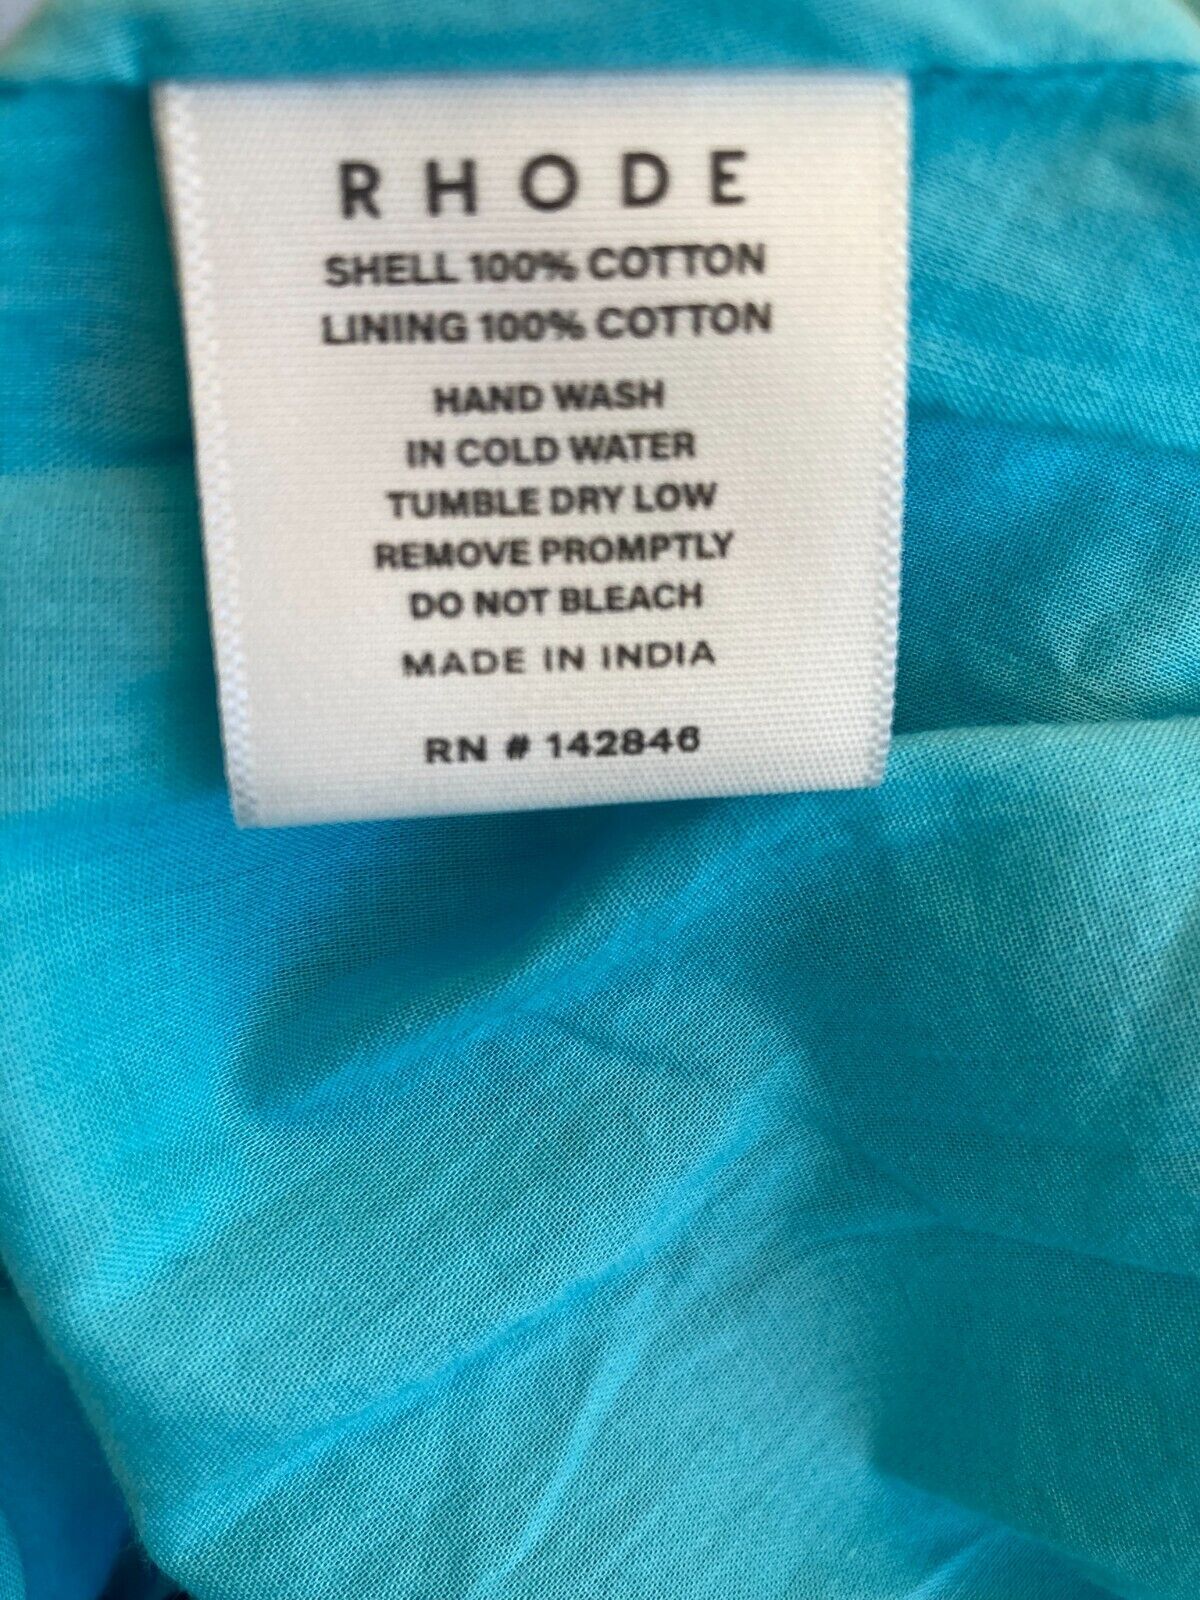 RHODE
SHELL 100% COTTON
LINING 100% COTTON
HAND WASH
IN COLD WATER
TUMBLE DRY LOW
REMOVE PROMPTLY
DO NOT BLEACH
MADE IN INDIA
RN # 142846